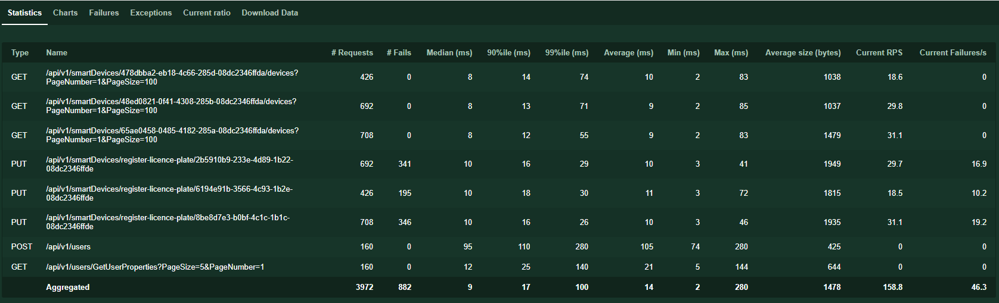 Statistics Charts Failures Exceptions Current ratio Download Data
Type Name # Requests # Fails Median (ms) 90%ile (ms) 99%ile (ms) Average (ms) Min (ms) Max (ms) Average size (bytes) Current RPS Current Failures/s
GET /api/v1/smartDevices/478dbba2-eb18-4c66-285d-08dc2346ffda/devices? 426 0 8 14 74 10 2 83 1038 18.6 0
PageNumber=1&PageSize=100
GET /api/v1/smartDevices/48ed0821-0f41-4308-285b-08dc2346ffda/devices? 692 0 8 13 71 9 2 85 1037 29.8 0
PageNumber=1&PageSize=100
GET /api/v1/smartDevices/65ae0458-0485-4182-285a-08dc2346ffda/devices? 708 0 8 12 55 9 2 83 1479 31.1 0
PageNumber=1&PageSize=100
PUT /api/v1/smartDevices/register-licence-plate/2b5910b9-233e-4d89-1b22- 692 341 10 16 29 10 3 41 1949 29.7 16.9
08dc2346ffde
PUT /api/v1/smartDevices/register-licence-plate/6194e91b-3566-4c93-1b2e- 426 195 10 18 30 11 3 72 1815 18.5 10.2
08dc2346ffde
PUT /api/v1/smartDevices/register-licence-plate/8be8d7e3-b0bf-4c1c-1b1c- 708 346 10 16 26 10 3 46 1935 31.1 19.2
08dc2346ffde
POST /api/v1/users 160 0 95 110 280 105 74 280 425 0 0
GET /api/v1/users/GetUserProperties?PageSize=5&PageNumber=1 160 0 12 25 140 21 5 144 644 0 0
Aggregated 3972 882 9 17 100 14 2 280 1478 158.8 46.3